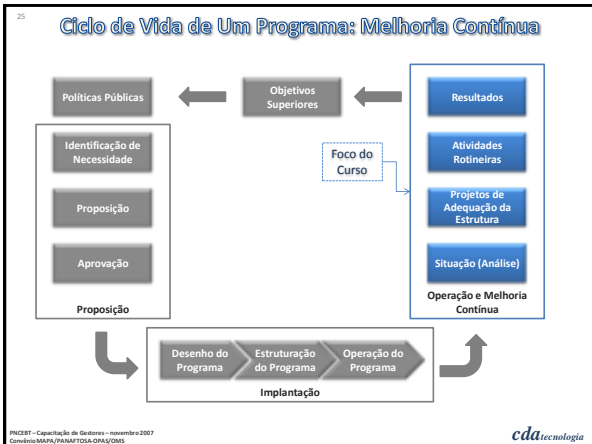 25
Ciclo de Vida de Um Programa: Melhoria Contínua
Políticas Públicas
Objetivos
Superiores
Resultados
Identificação de
Necessidade
Proposição
Aprovação
Proposição
Foco do
Curso
Atividades
Rotineiras
Projetos de
Adequação da
Estrutura
Situação (Análise)
Operação e Melhoria
Contínua
Desenho do
Programa
Estruturação
do Programa
Operação do
Programa
Implantação
PNCEBT – Capacitação de Gestores – novembro 2007
Convênio MAPA/PANAFTOSA-OPAS/OMS
cdatecnologia